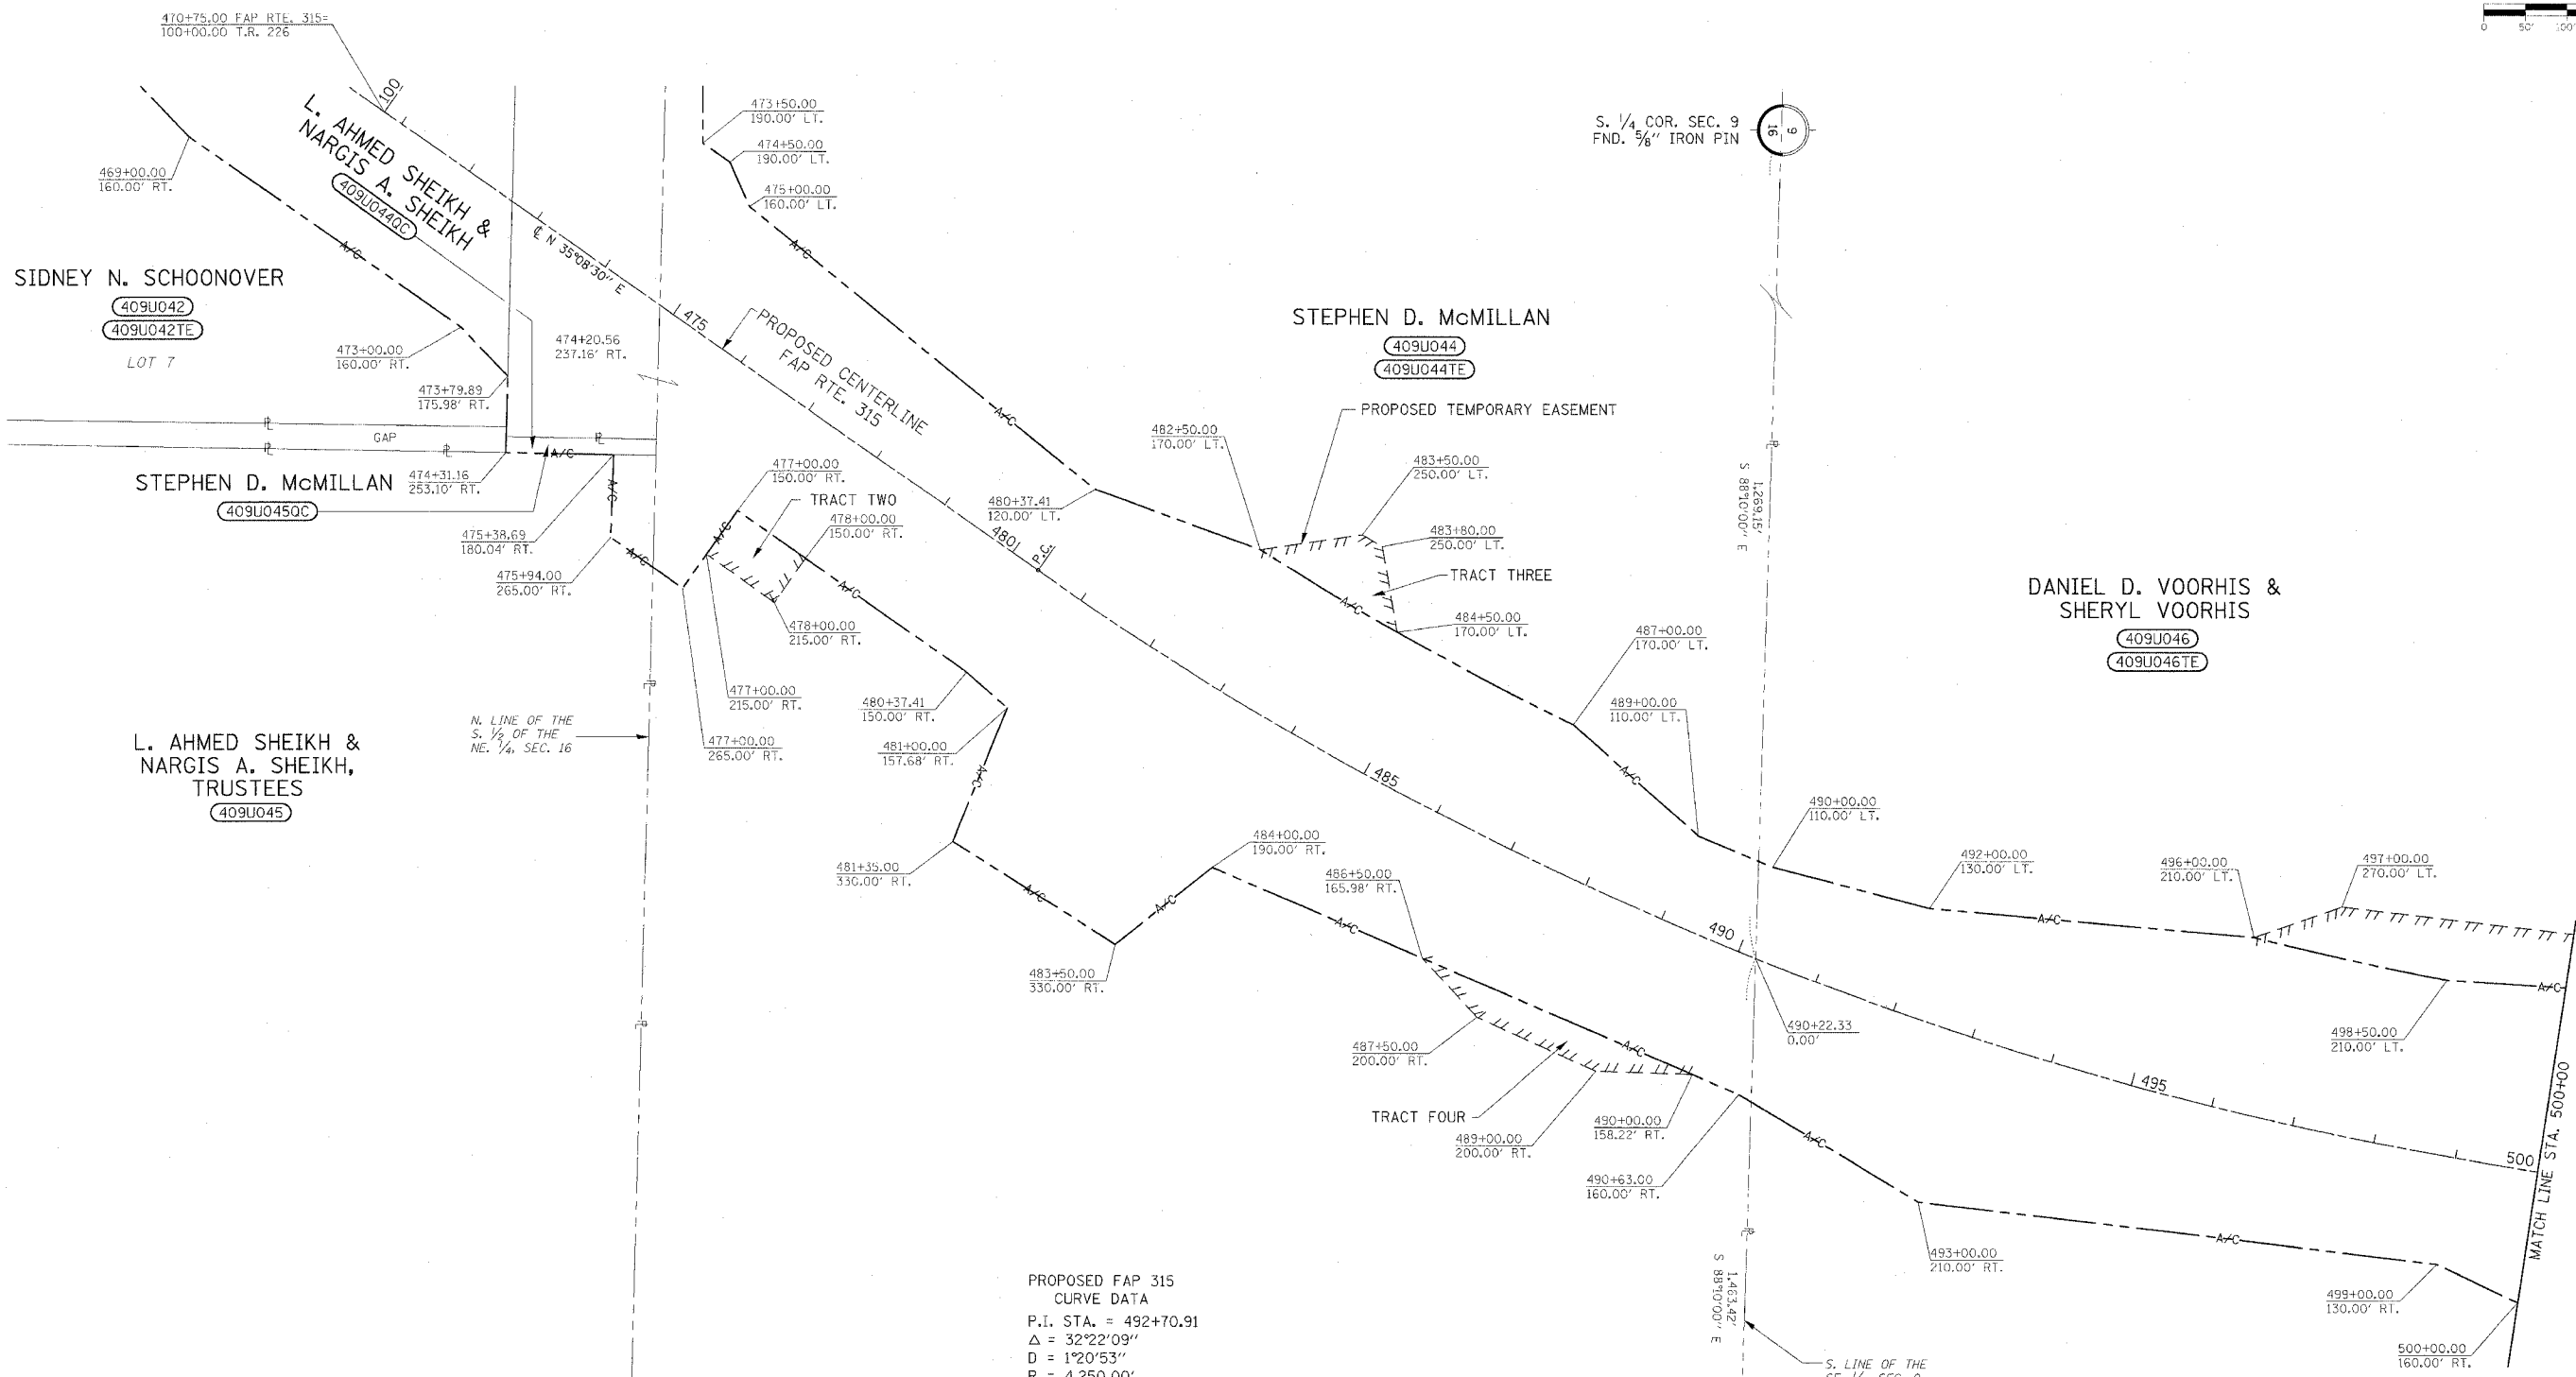 470+75.00 FAP RTE. 315=
100+00.00 T.R. 226
100
0 50' 100'
L. AHMED SHEIKH &
NARGIS A. SHEIKH
409U044QC
469+00.00
160.00' RT.
473+50.00
190.00' LT.
474+50.00
190.00' LT.
475+00.00
160.00' LT.
S. 1/4 COR. SEC. 9
FND. 5/8" IRON PIN
16 9
A/C
℄ N 35°08'30" E
SIDNEY N. SCHOONOVER
409U042
409U042TE
LOT 7
473+00.00
160.00' RT.
473+79.89
175.98' RT.
474+20.56
237.16' RT.
475
PROPOSED CENTERLINE
FAP RTE. 315
A/C
STEPHEN D. McMILLAN
409U044
409U044TE
PROPOSED TEMPORARY EASEMENT
GAP
A/C
STEPHEN D. McMILLAN
409U045QC
474+31.16
253.10' RT.
475+38.69
180.04' RT.
A/C
475+94.00
265.00' RT.
A/C
477+00.00
150.00' RT.
TRACT TWO
478+00.00
150.00' RT.
A/C
478+00.00
215.00' RT.
A/C
477+00.00
215.00' RT.
477+00.00
265.00' RT.
A/C
480+37.41
120.00' LT.
480
P.C.
482+50.00
170.00' LT.
483+50.00
250.00' LT.
483+80.00
250.00' LT.
TRACT THREE
A/C
484+50.00
170.00' LT.
487+00.00
170.00' LT.
489+00.00
110.00' LT.
1,269.15'
S 88°10'00" E
DANIEL D. VOORHIS &
SHERYL VOORHIS
409U046
409U046TE
L. AHMED SHEIKH &
NARGIS A. SHEIKH,
TRUSTEES
409U045
N. LINE OF THE
S. 1/2 OF THE
NE. 1/4, SEC. 16
480+37.41
150.00' RT.
481+00.00
157.68' RT.
A/C
481+35.00
330.00' RT.
A/C
483+50.00
330.00' RT.
A/C
484+00.00
190.00' RT.
485
A/C
490+00.00
110.00' LT.
492+00.00
130.00' LT.
A/C
496+00.00
210.00' LT.
497+00.00
270.00' LT.
A/C
498+50.00
210.00' LT.
486+50.00
165.98' RT.
A/C
490
490+22.33
0.00'
487+50.00
200.00' RT.
TRACT FOUR
489+00.00
200.00' RT.
A/C
490+00.00
158.22' RT.
490+63.00
160.00' RT.
A/C
493+00.00
210.00' RT.
495
A/C
499+00.00
130.00' RT.
500
MATCH LINE STA. 500+00
500+00.00
160.00' RT.
1,463.42'
S 88°10'00" E
S. LINE OF THE
PROPOSED FAP 315
CURVE DATA
P.I. STA. = 492+70.91
Δ = 32°22'09"
D = 1°20'53"
R = 4,250.00'